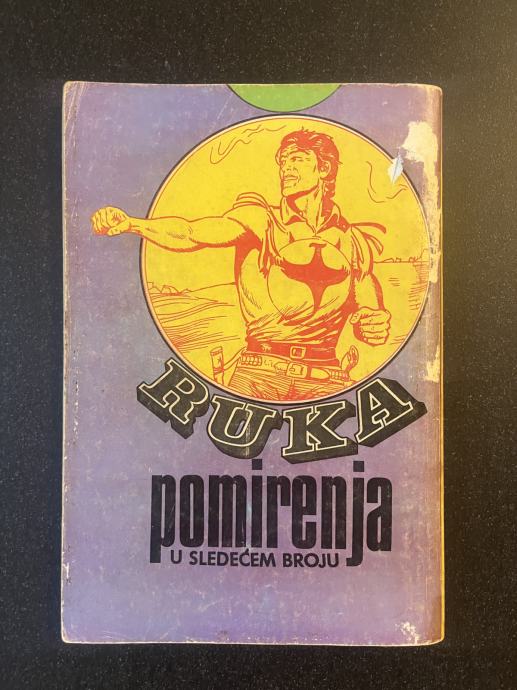 RUKA
pomirenja
U SLEDEĆEM BROJU